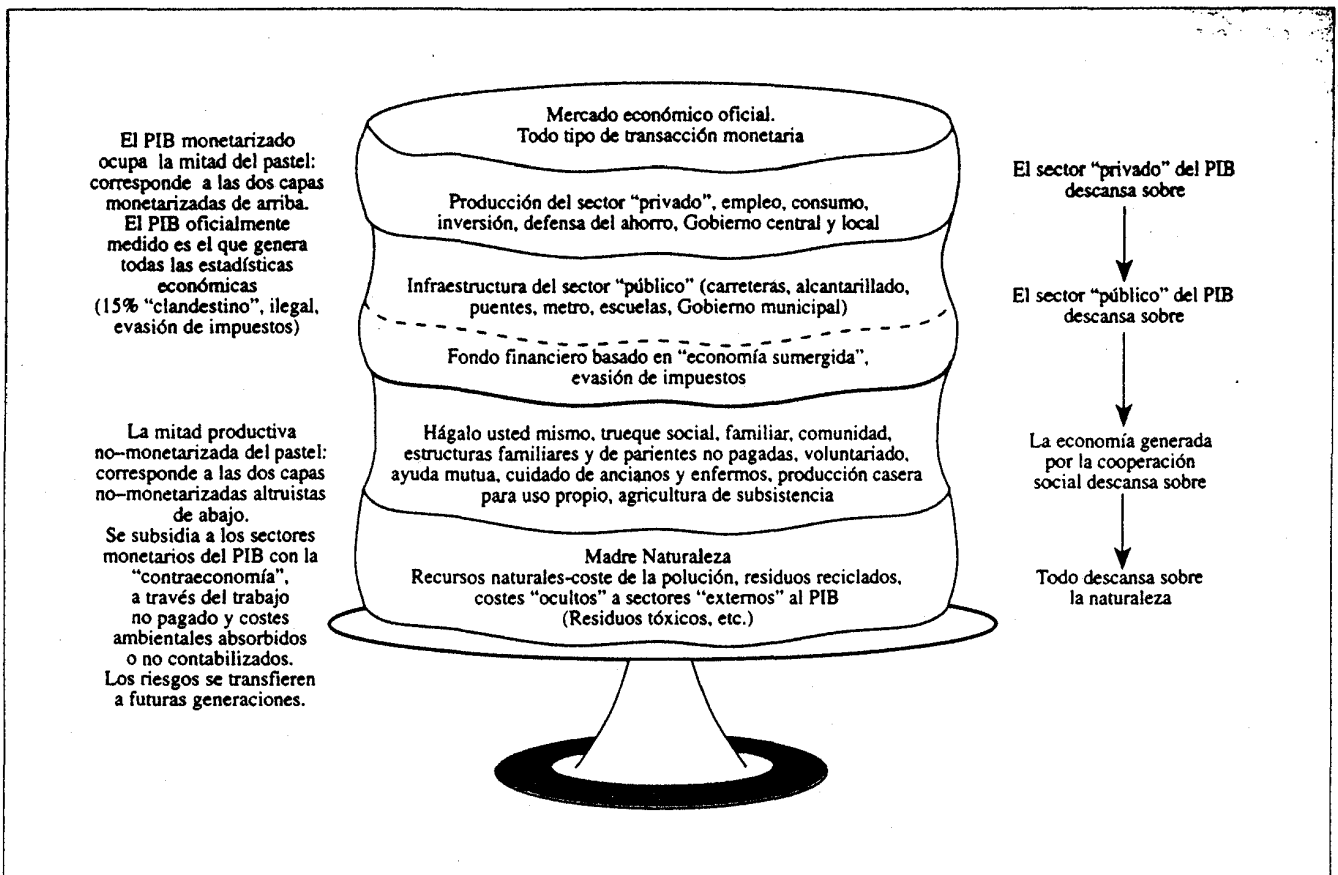 El PIB monetarizado
ocupa la mitad del pastel:
corresponde a las dos capas
monetarizadas de arriba.
El PIB oficialmente
medido es el que genera
todas las estadísticas
económicas
(15% “clandestino”, ilegal,
evasión de impuestos)
La mitad productiva
no–monetarizada del pastel:
corresponde a las dos capas
no–monetarizadas altruistas
de abajo.
Se subsidia a los sectores
monetarios del PIB con la
“contraeconomía”,
a través del trabajo
no pagado y costes
ambientales absorbidos
o no contabilizados.
Los riesgos se transfieren
a futuras generaciones.
Mercado económico oficial.
Todo tipo de transacción monetaria
Producción del sector “privado”, empleo, consumo,
inversión, defensa del ahorro, Gobierno central y local
Infraestructura del sector “público” (carreteras, alcantarillado,
puentes, metro, escuelas, Gobierno municipal)
Fondo financiero basado en “economía sumergida”,
evasión de impuestos
Hágalo usted mismo, trueque social, familiar, comunidad,
estructuras familiares y de parientes no pagadas, voluntariado,
ayuda mutua, cuidado de ancianos y enfermos, producción casera
para uso propio, agricultura de subsistencia
Madre Naturaleza
Recursos naturales-coste de la polución, residuos reciclados,
costes “ocultos” a sectores “externos” al PIB
(Residuos tóxicos, etc.)
El sector “privado” del PIB
descansa sobre
El sector “público” del PIB
descansa sobre
La economía generada
por la cooperación
social descansa sobre
Todo descansa sobre
la naturaleza